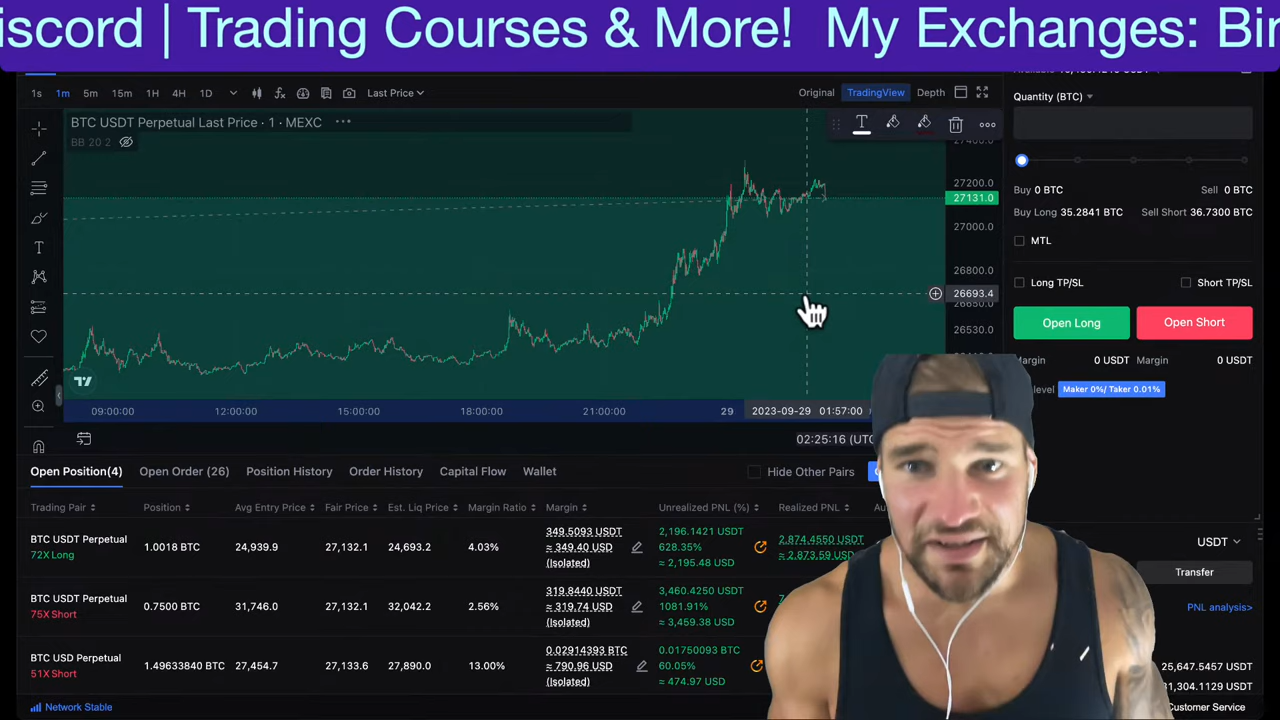 iscord | Trading Courses & More! My Exchanges: Bin
1s 1m 5m 15m 1H 4H 1D Last Price Original TradingView Depth
BTC USDT Perpetual Last Price · 1 · MEXC
BB 20 2
27200.0
27131.0
27000.0
26800.0
26693.4
26530.0
09:00:00 12:00:00 15:00:00 18:00:00 21:00:00 29 2023-09-29 01:57:00
02:25:16 (UTC
Quantity (BTC)
Buy 0 BTC Sell 0 BTC
Buy Long 35.2841 BTC Sell Short 36.7300 BTC
MTL
Long TP/SL Short TP/SL
Open Long Open Short
Margin 0 USDT Margin 0 USDT
level Maker 0%/ Taker 0.01%
Open Position(4) Open Order (26) Position History Order History Capital Flow Wallet Hide Other Pairs
Trading Pair Position Avg Entry Price Fair Price Est. Liq Price Margin Ratio Margin Unrealized PNL (%) Realized PNL
BTC USDT Perpetual
72X Long
1.0018 BTC 24,939.9 27,132.1 24,693.2 4.03%
349.5093 USDT
≈ 349.40 USD
(Isolated)
2,196.1421 USDT
628.35%
≈ 2,195.48 USD
2,874.4550 USDT
≈ 2,873.59 USD
BTC USDT Perpetual
75X Short
0.7500 BTC 31,746.0 27,132.1 32,042.2 2.56%
319.8440 USDT
≈ 319.74 USD
(Isolated)
3,460.4250 USDT
1081.91%
≈ 3,459.38 USD
BTC USD Perpetual
51X Short
1.49633840 BTC 27,454.7 27,133.6 27,890.0 13.00%
0.02914393 BTC
≈ 790.96 USD
(Isolated)
0.01750093 BTC
60.05%
≈ 474.97 USD
USDT
Transfer
PNL analysis>
25,647.5457 USDT
31,304.1129 USDT
Network Stable
Customer Service